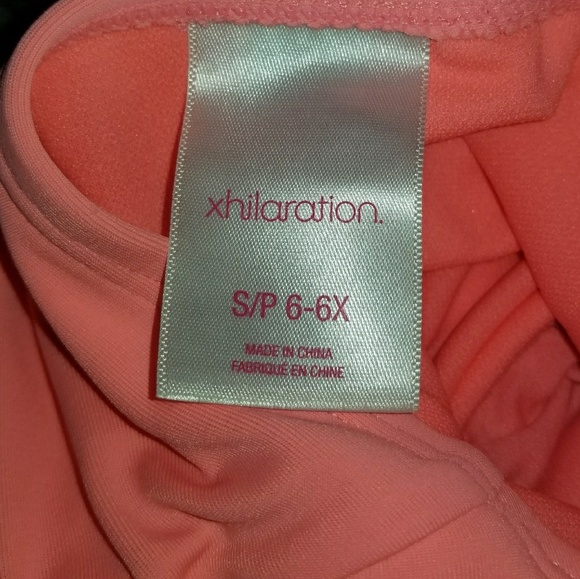 xhilaration.
S/P 6-6X
MADE IN CHINA
FABRIQUE EN CHINE